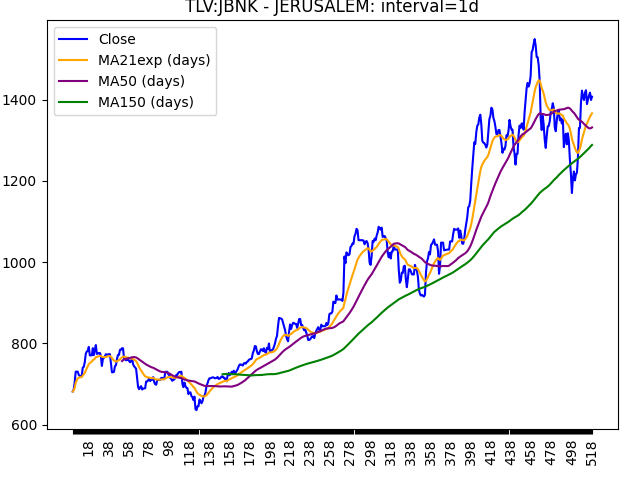 TLV:JBNK - JERUSALEM: interval=1d
Close
MA21exp (days)
MA50 (days)
MA150 (days)
1400
1200
1000
800
600
18 38 58 78 98 118 138 158 178 198 218 238 258 278 298 318 338 358 378 398 418 438 458 478 498 518